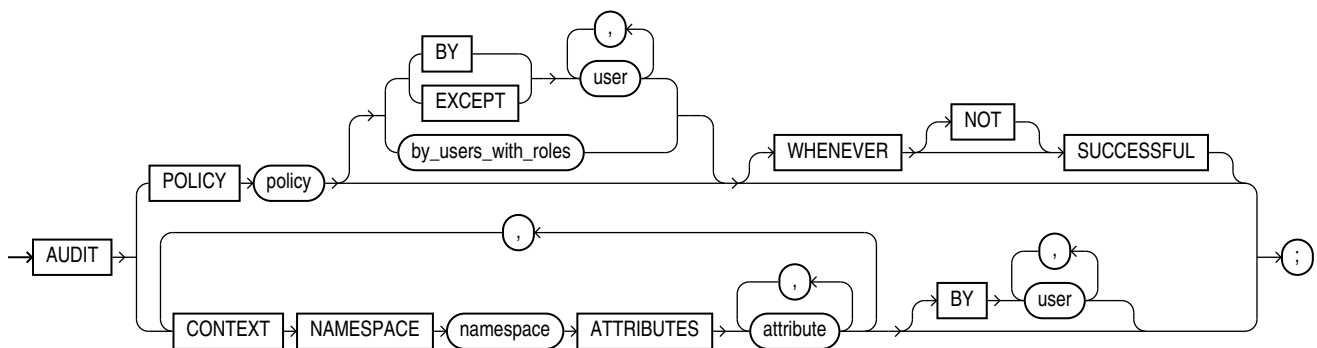 ,
BY
user
EXCEPT
NOT
by_users_with_roles
WHENEVER
SUCCESSFUL
POLICY
policy
,
AUDIT
;
,
,
BY
user
CONTEXT
NAMESPACE
namespace
ATTRIBUTES
attribute